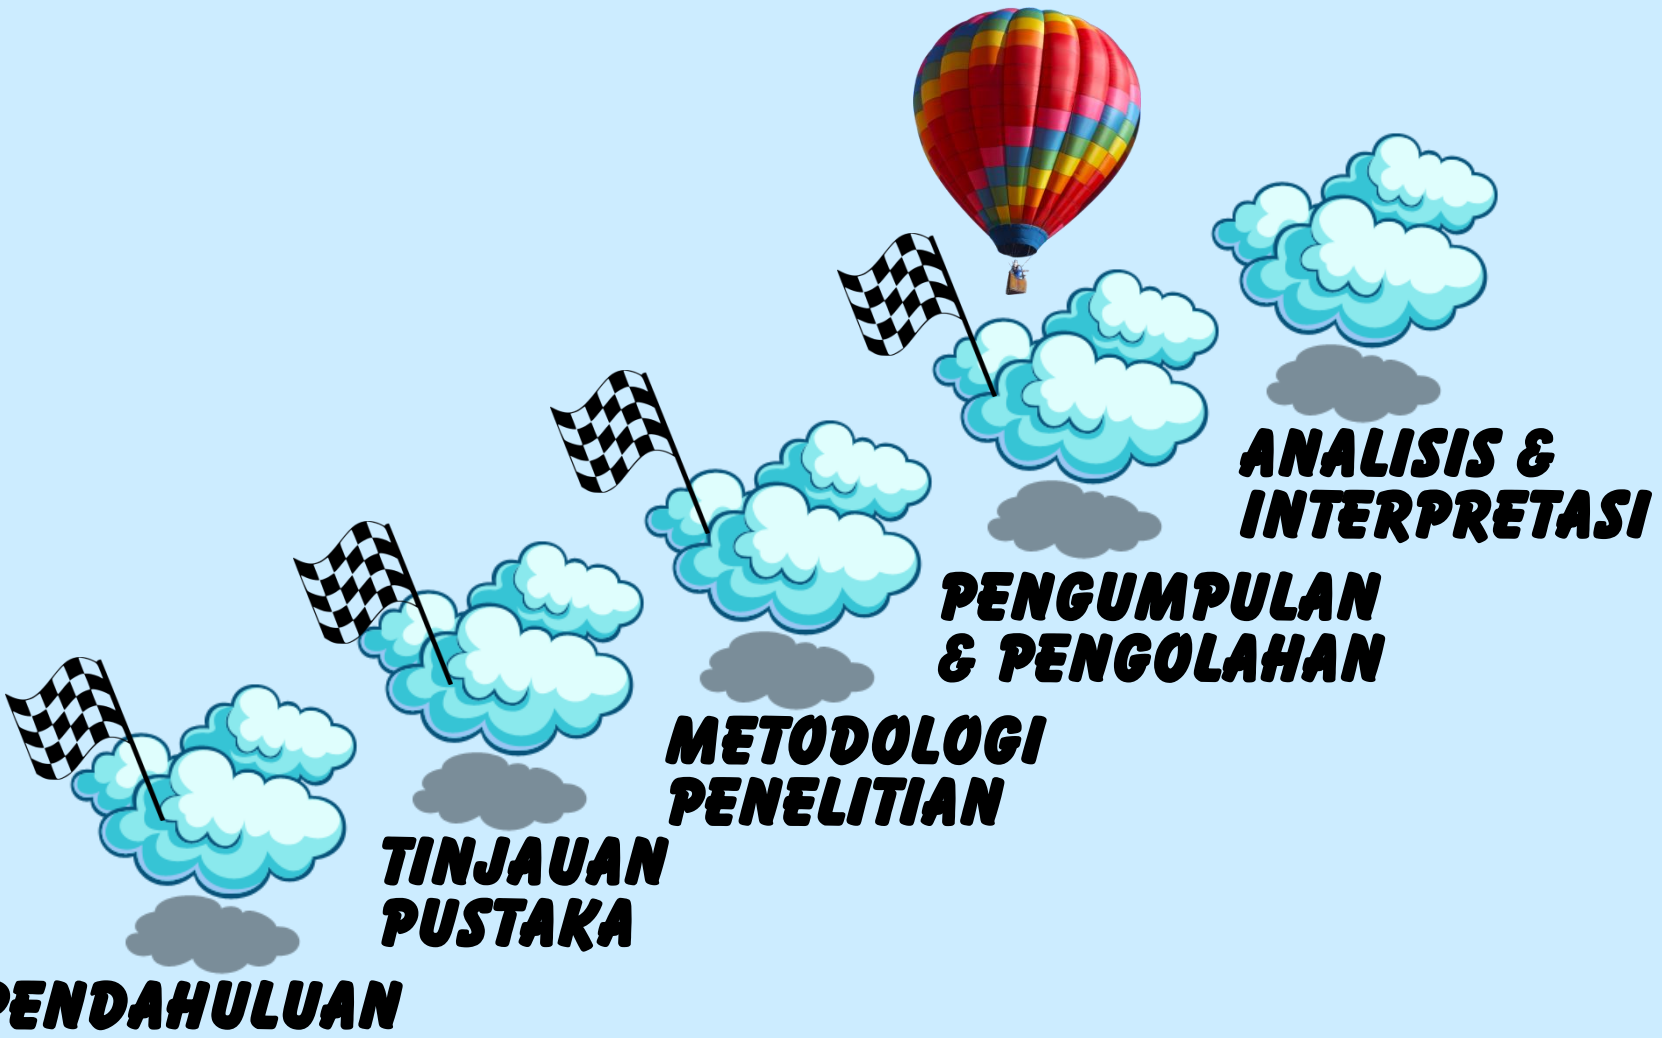 PENDAHULUAN
TINJAUAN
PUSTAKA
METODOLOGI
PENELITIAN
PENGUMPULAN
& PENGOLAHAN
ANALISIS &
INTERPRETASI